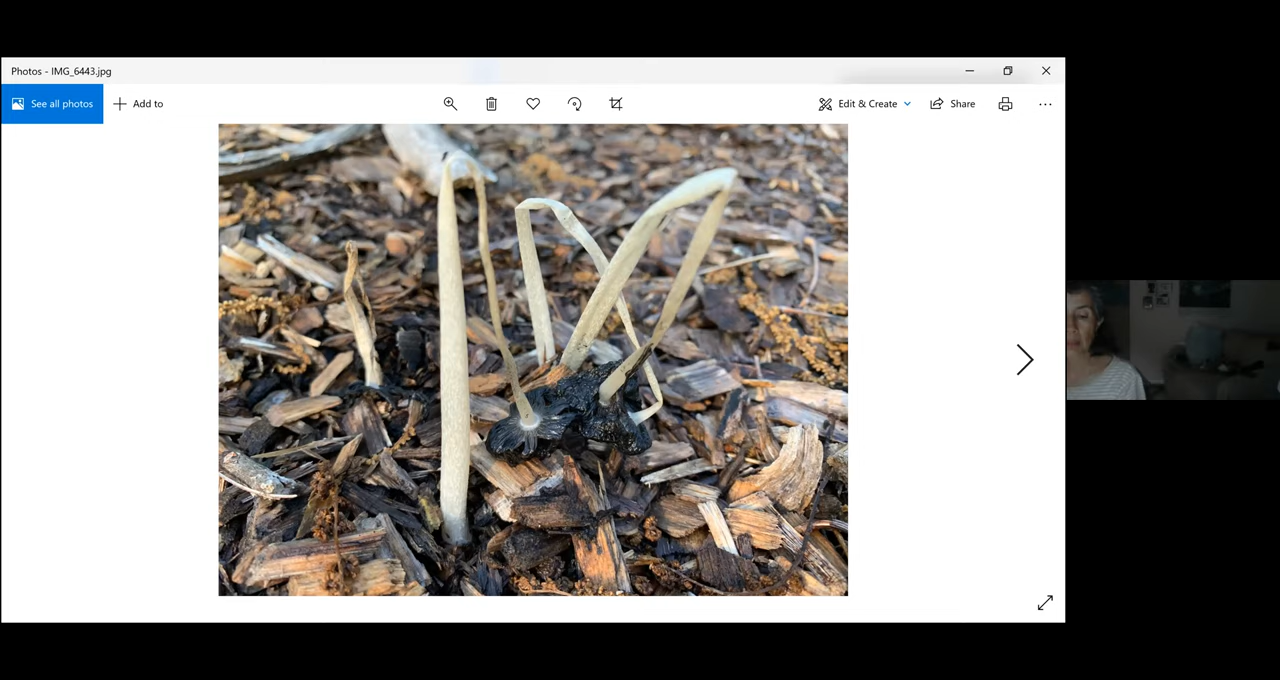 Photos - IMG_6443.jpg
See all photos
Add to
Edit & Create
Share